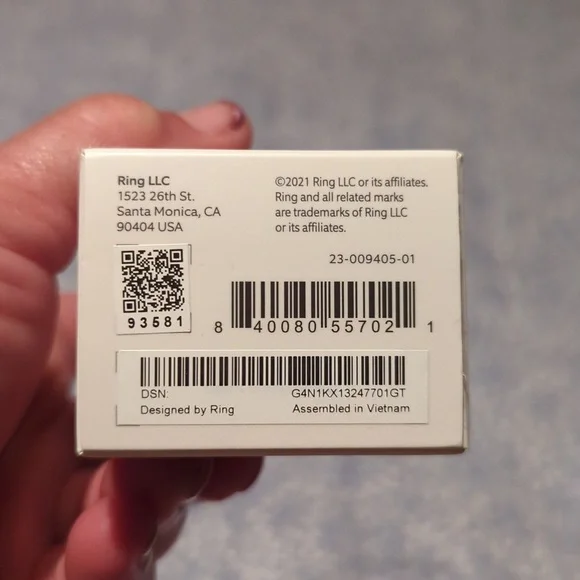 Ring LLC
1523 26th St.
Santa Monica, CA
90404 USA
©2021 Ring LLC or its affiliates.
Ring and all related marks
are trademarks of Ring LLC
or its affiliates.
23-009405-01
93581
8 40080 55702 1
DSN: G4N1KX13247701GT
Designed by Ring Assembled in Vietnam